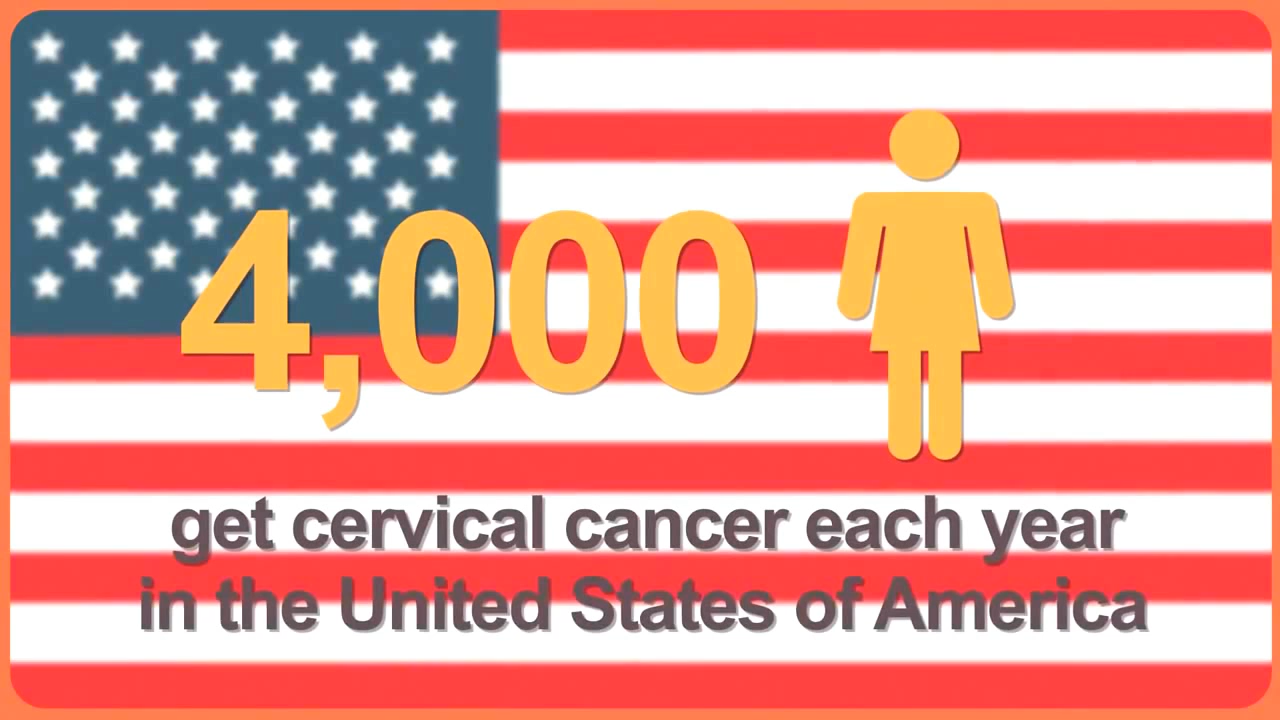 4,000
get cervical cancer each year
in the United States of America